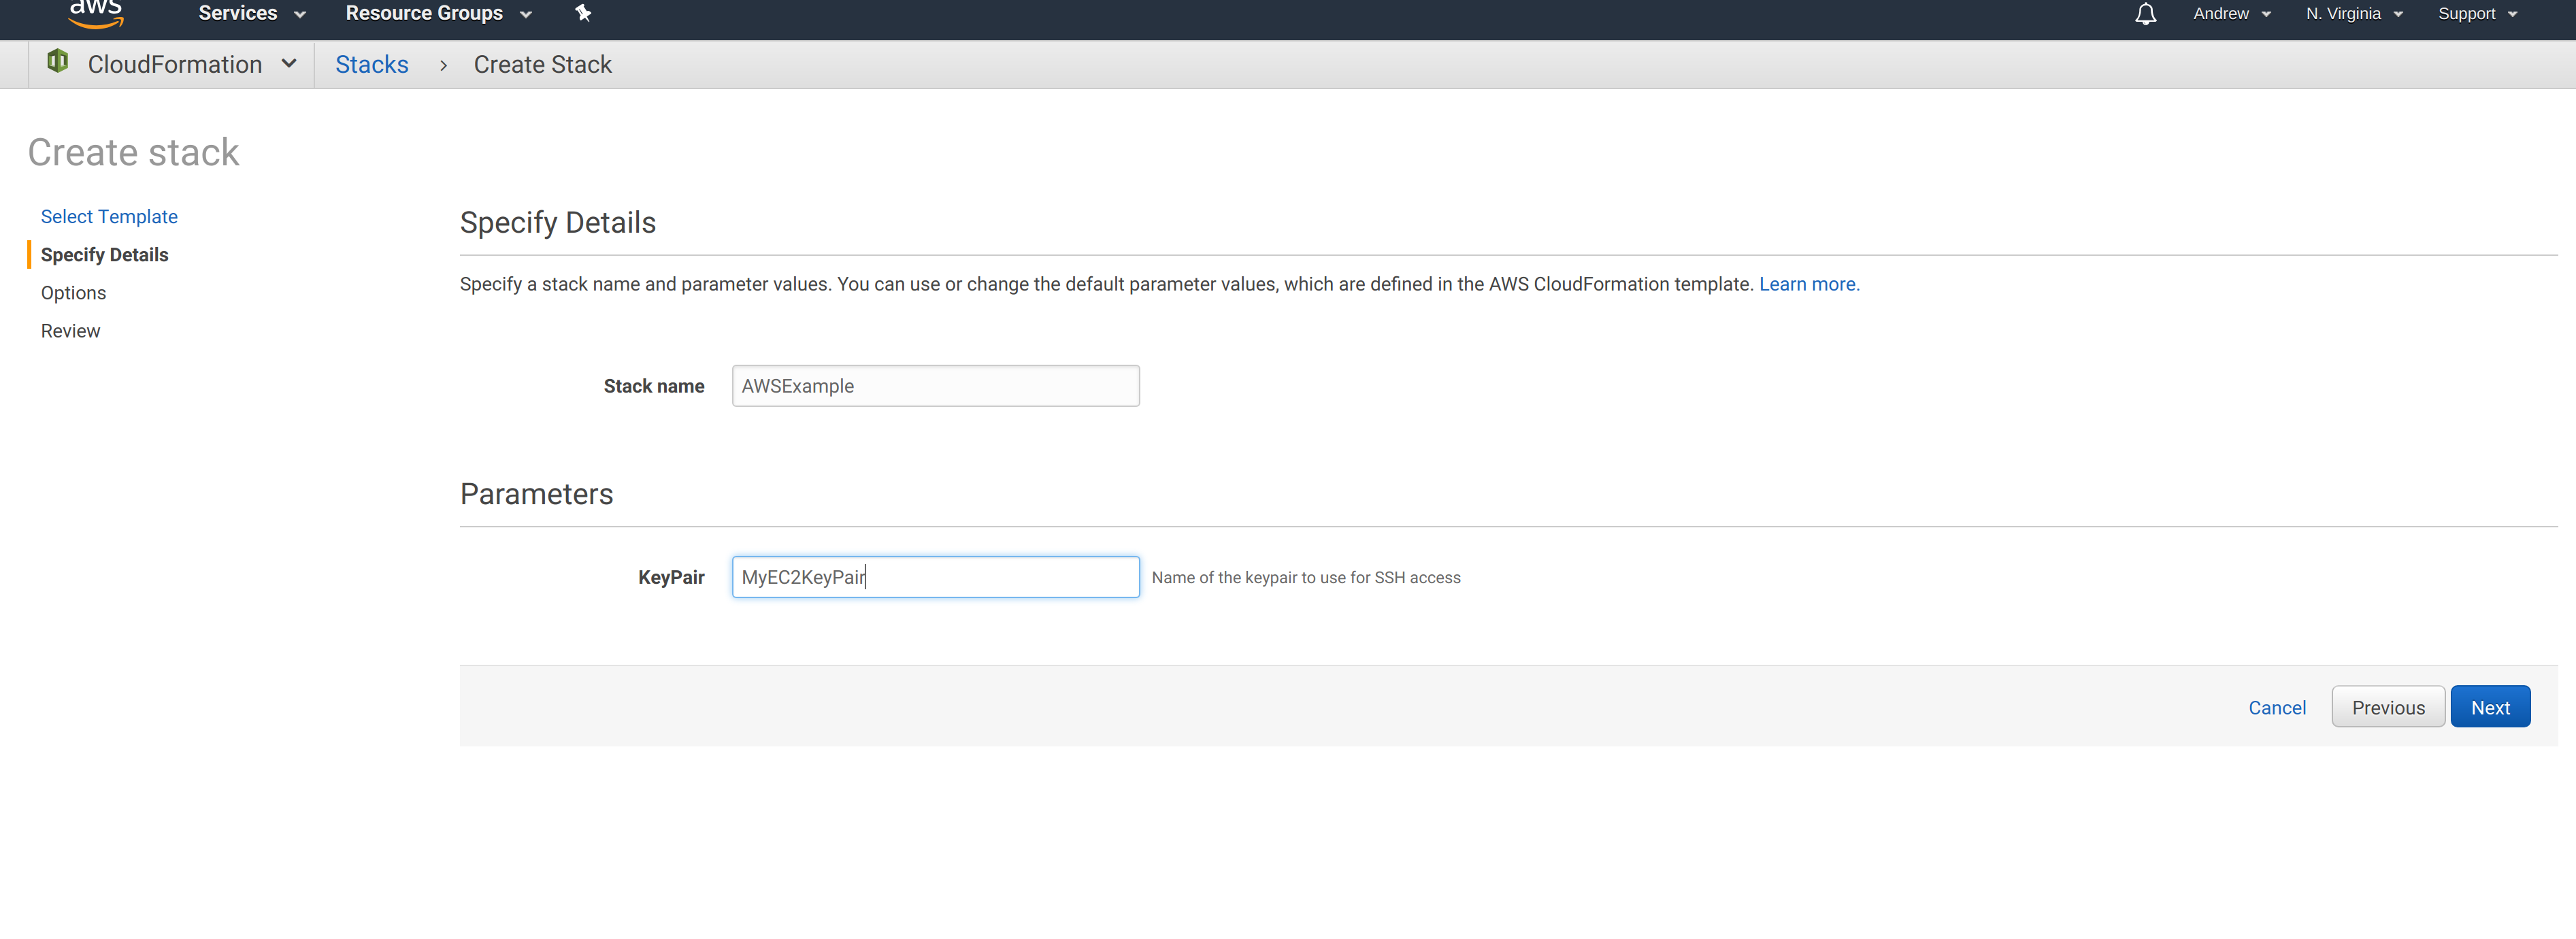 aws Services Resource Groups Andrew N. Virginia Support
CloudFormation Stacks > Create Stack
Create stack
Select Template
Specify Details
Options
Review
Specify Details
Specify a stack name and parameter values. You can use or change the default parameter values, which are defined in the AWS CloudFormation template. Learn more.
Stack name AWSExample
Parameters
KeyPair MyEC2KeyPair Name of the keypair to use for SSH access
Cancel Previous Next